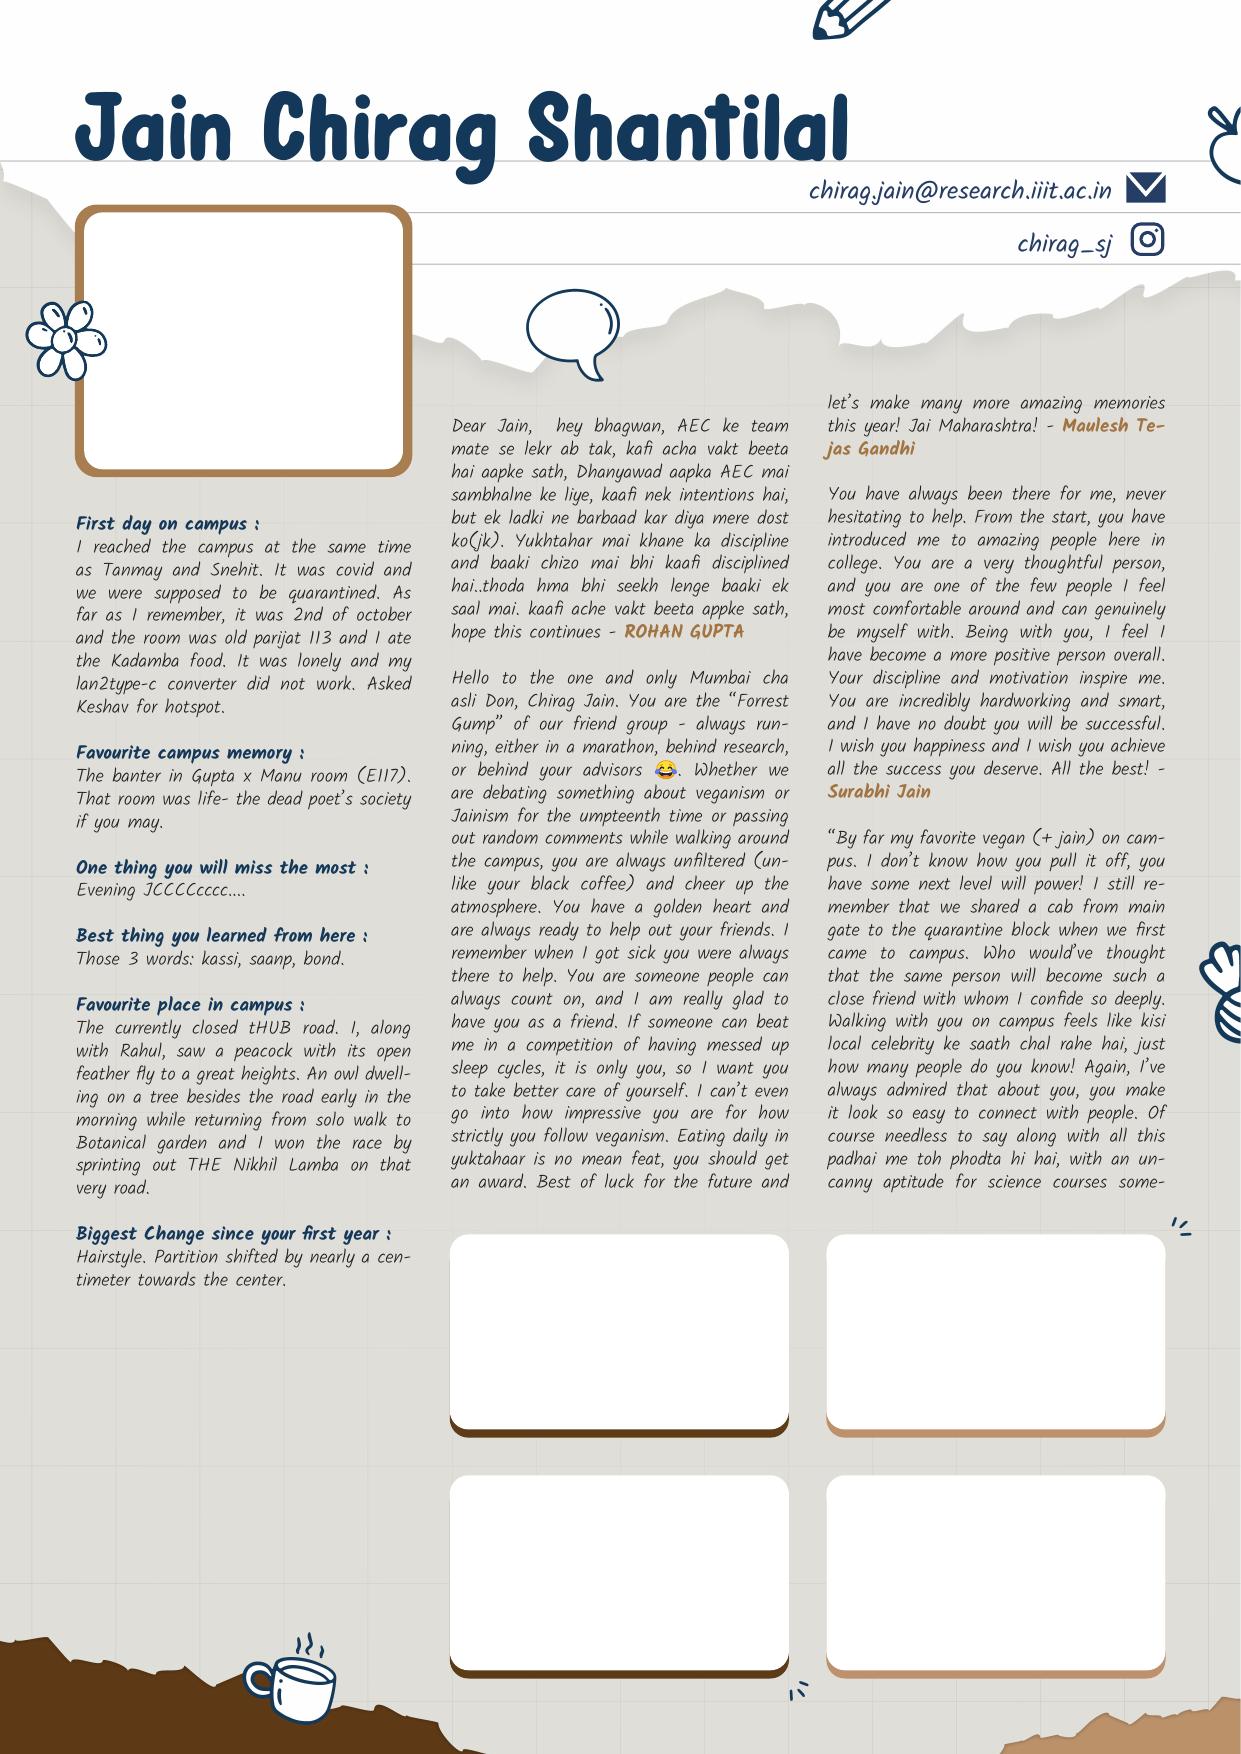 Jain Chirag Shantilal
chirag.jain@research.iiit.ac.in
chirag_sj
First day on campus :
I reached the campus at the same time
as Tanmay and Snehit. It was covid and
we were supposed to be quarantined. As
far as I remember, it was 2nd of october
and the room was old parijat 113 and I ate
the Kadamba food. It was lonely and my
lan2type-c converter did not work. Asked
Keshav for hotspot.
Favourite campus memory :
The banter in Gupta x Manu room (E117).
That room was life- the dead poet's society
if you may.
One thing you will miss the most :
Evening JCCCCcccc....
Best thing you learned from here :
Those 3 words: kassi, saanp, bond.
Favourite place in campus :
The currently closed tHUB road. I, along
with Rahul, saw a peacock with its open
feather fly to a great heights. An owl dwell-
ing on a tree besides the road early in the
morning while returning from solo walk to
Botanical garden and I won the race by
sprinting out THE Nikhil Lamba on that
very road.
Biggest Change since your first year :
Hairstyle. Partition shifted by nearly a cen-
timeter towards the center.
Dear Jain, hey bhagwan, AEC ke team
mate se lekr ab tak, kafi acha vakt beeta
hai aapke sath, Dhanyawad aapka AEC mai
sambhalne ke liye, kaafi nek intentions hai,
but ek ladki ne barbaad kar diya mere dost
ko(jk). Yukhtahar mai khane ka discipline
and baaki chizo mai bhi kaafi disciplined
hai..thoda hma bhi seekh lenge baaki ek
saal mai. kaafi ache vakt beeta appke sath,
hope this continues - ROHAN GUPTA
Hello to the one and only Mumbai cha
asli Don, Chirag Jain. You are the “Forrest
Gump” of our friend group - always run-
ning, either in a marathon, behind research,
or behind your advisors 😂. Whether we
are debating something about veganism or
Jainism for the umpteenth time or passing
out random comments while walking around
the campus, you are always unfiltered (un-
like your black coffee) and cheer up the
atmosphere. You have a golden heart and
are always ready to help out your friends. I
remember when I got sick you were always
there to help. You are someone people can
always count on, and I am really glad to
have you as a friend. If someone can beat
me in a competition of having messed up
sleep cycles, it is only you, so I want you
to take better care of yourself. I can't even
go into how impressive you are for how
strictly you follow veganism. Eating daily in
yuktahaar is no mean feat, you should get
an award. Best of luck for the future and
let's make many more amazing memories
this year! Jai Maharashtra! - Maulesh Te-
jas Gandhi
You have always been there for me, never
hesitating to help. From the start, you have
introduced me to amazing people here in
college. You are a very thoughtful person,
and you are one of the few people I feel
most comfortable around and can genuinely
be myself with. Being with you, I feel I
have become a more positive person overall.
Your discipline and motivation inspire me.
You are incredibly hardworking and smart,
and I have no doubt you will be successful.
I wish you happiness and I wish you achieve
all the success you deserve. All the best! -
Surabhi Jain
“By far my favorite vegan (+ jain) on cam-
pus. I don't know how you pull it off, you
have some next level will power! I still re-
member that we shared a cab from main
gate to the quarantine block when we first
came to campus. Who would've thought
that the same person will become such a
close friend with whom I confide so deeply.
Walking with you on campus feels like kisi
local celebrity ke saath chal rahe hai, just
how many people do you know! Again, I've
always admired that about you, you make
it look so easy to connect with people. Of
course needless to say along with all this
padhai me toh phodta hi hai, with an un-
canny aptitude for science courses some-